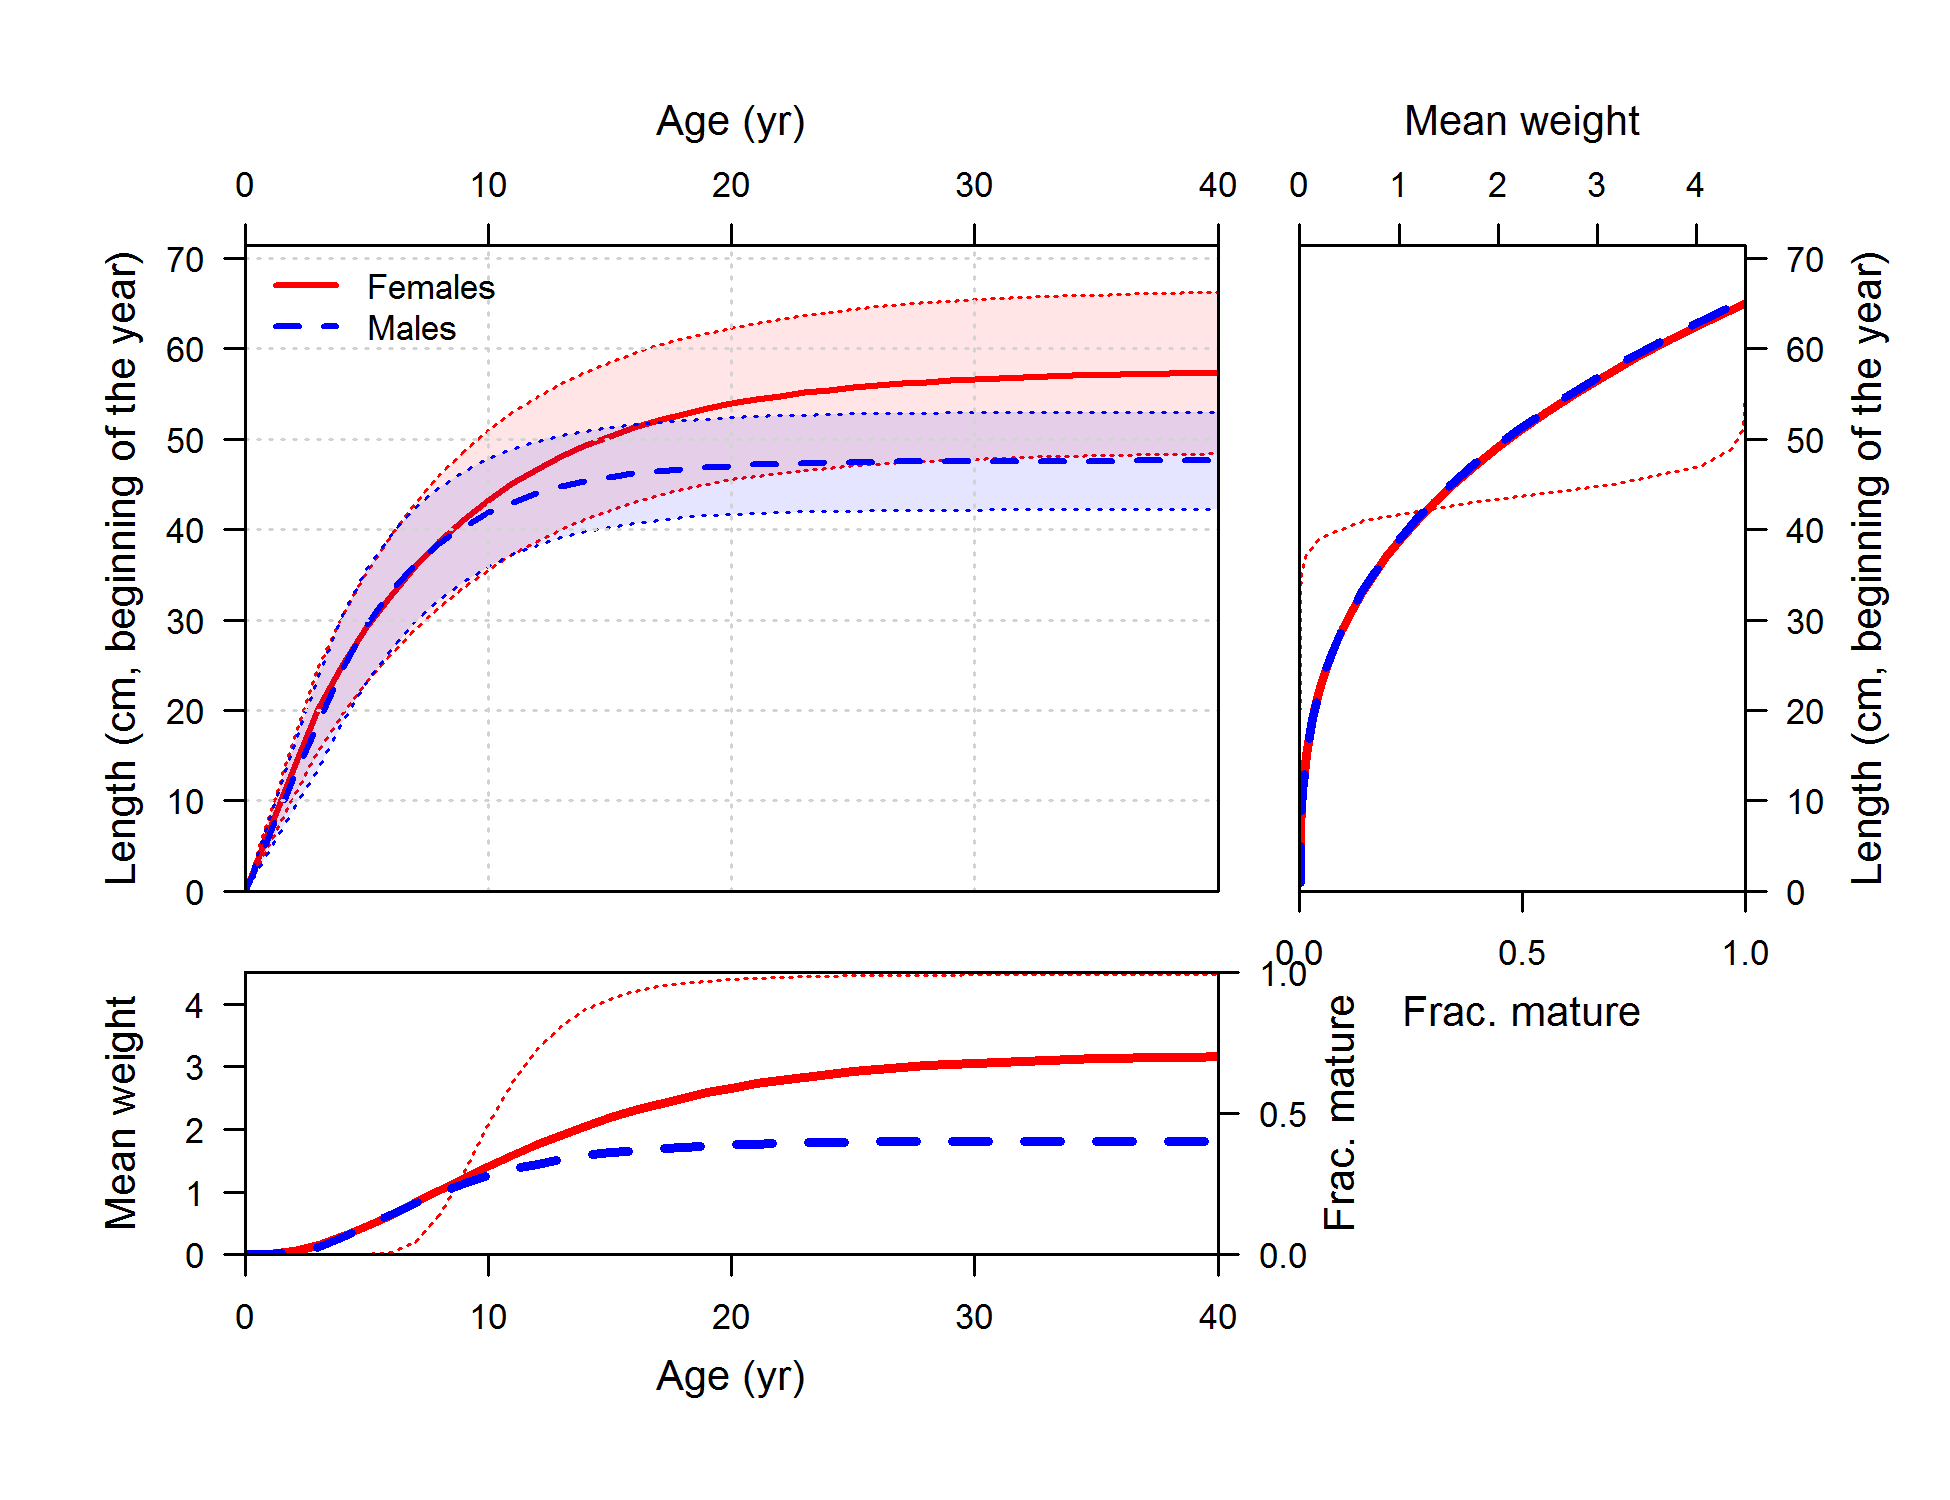 Age (yr)
Mean weight
0 10 20 30 40
0 1 2 3 4
Length (cm, beginning of the year)
70
60
50
40
30
20
10
0
Females
Males
70
60
50
40
30
20
10
0
Length (cm, beginning of the year)
0.0 0.5 1.0
Frac. mature
Mean weight
4
3
2
1
0
1.0
0.5
0.0
Frac. mature
0 10 20 30 40
Age (yr)